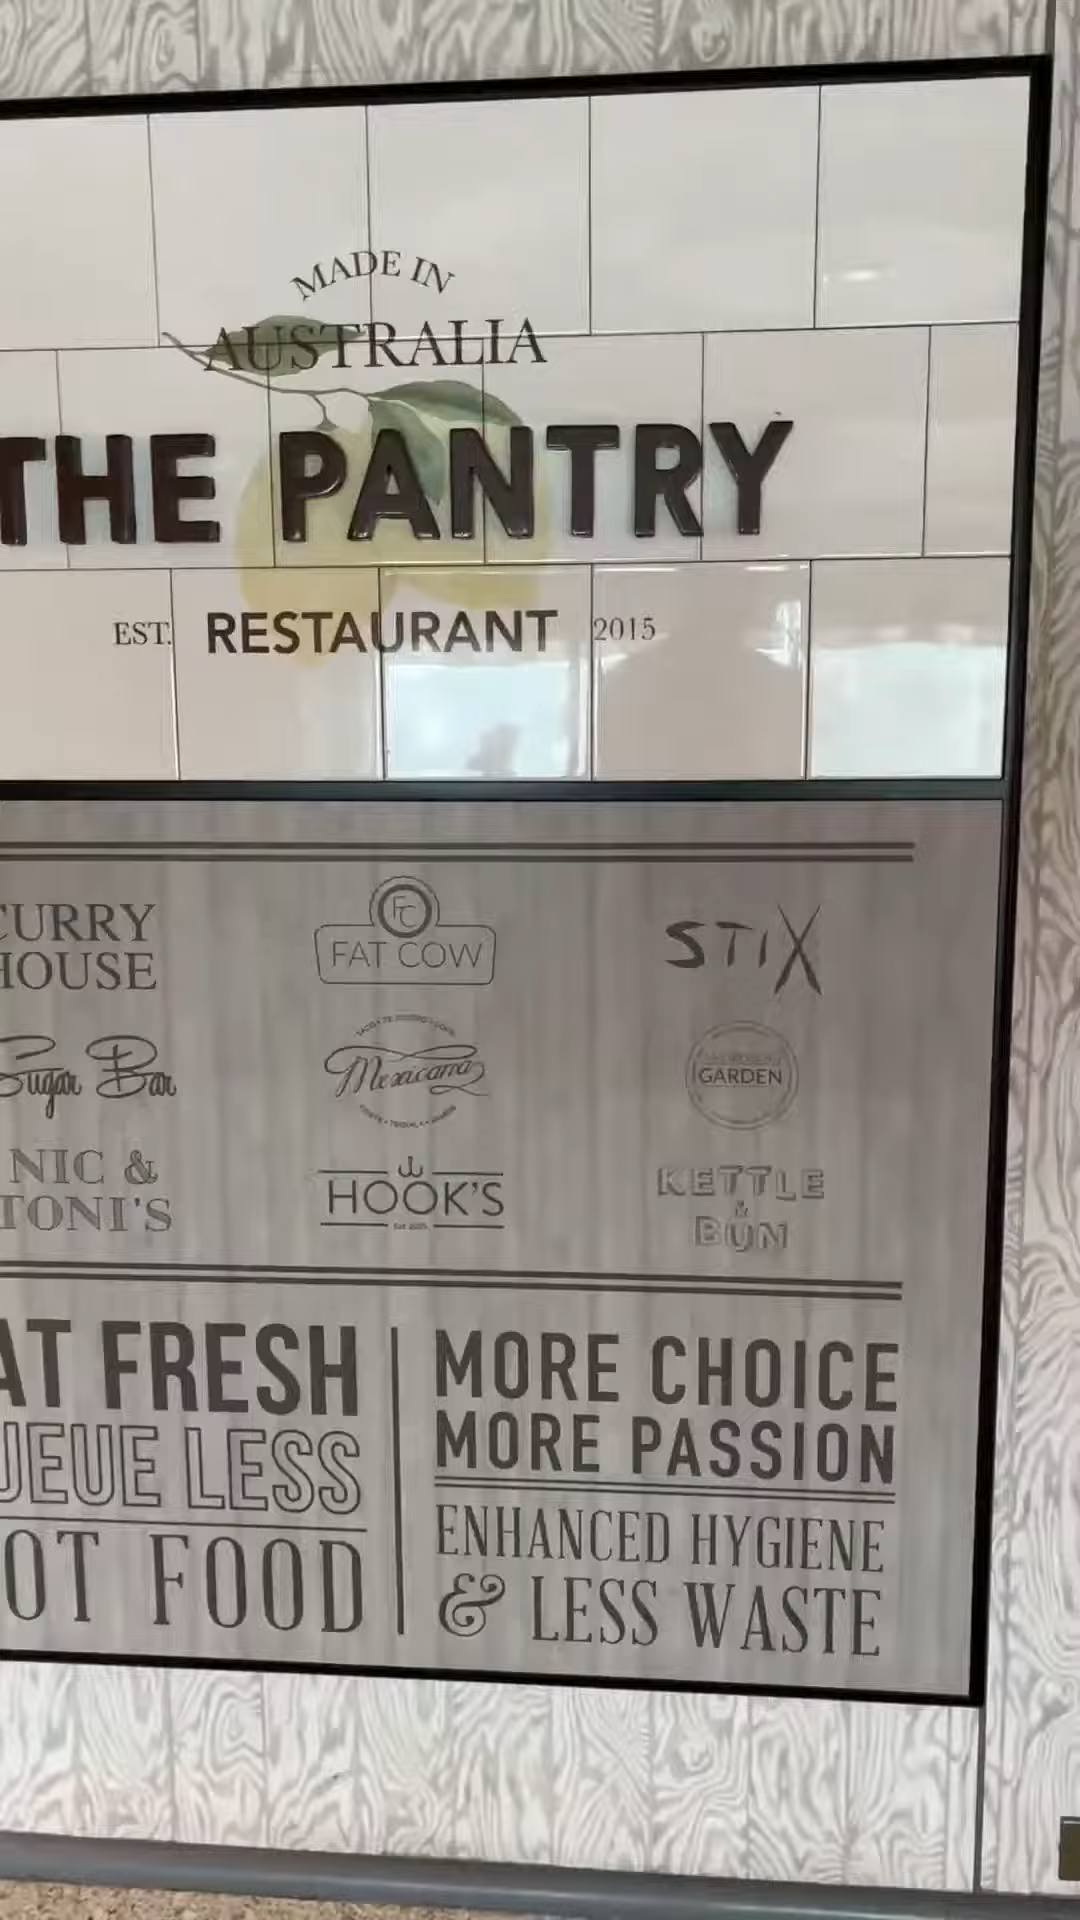 MADE IN
AUSTRALIA
THE PANTRY
EST. RESTAURANT 2015
CURRY
HOUSE
FC
FAT COW
STIX
Sugar Bar
Mexicana
GARDEN
NIC &
TONI'S
HOOK'S
KETTLE
&
BUN
AT FRESH
UEUE LESS
OT FOOD
MORE CHOICE
MORE PASSION
ENHANCED HYGIENE
& LESS WASTE